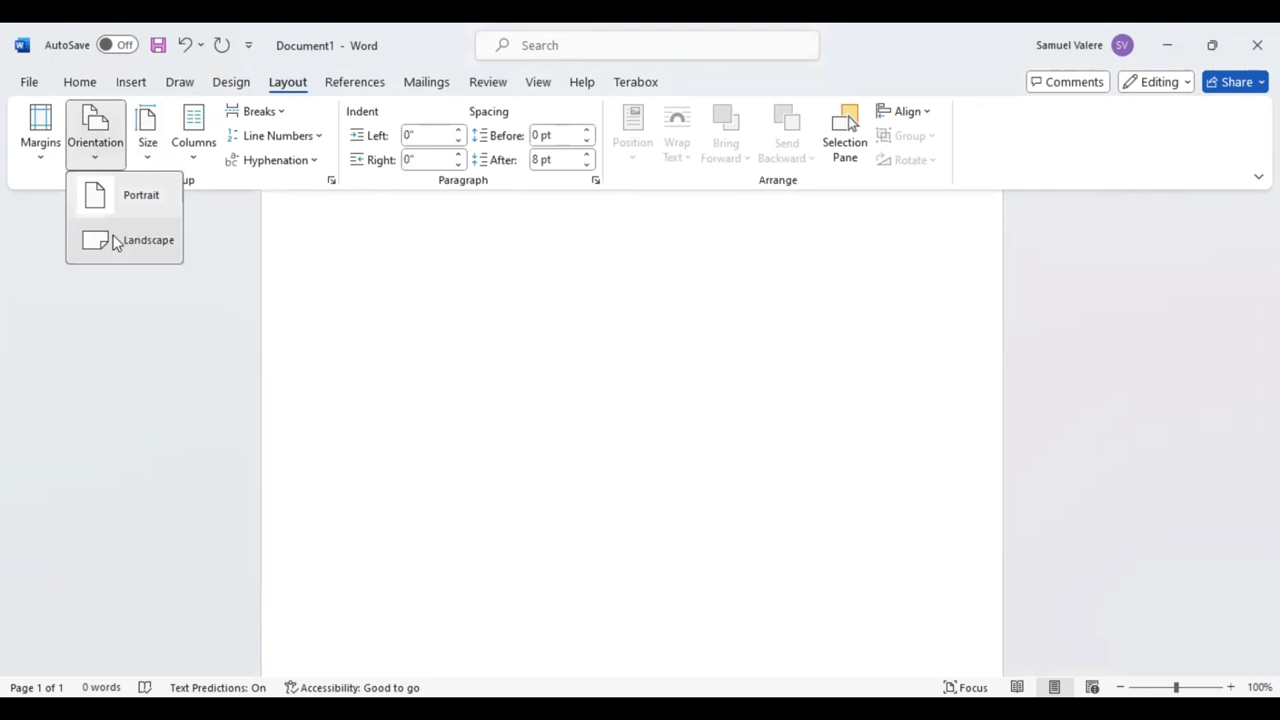 AutoSave Off Document1 - Word Search Samuel Valere SV
File Home Insert Draw Design Layout References Mailings Review View Help Terabox Comments Editing Share
Margins Orientation Size Columns
Breaks
Line Numbers
Hyphenation
Indent
Left: 0"
Right: 0"
Spacing
Before: 0 pt
After: 8 pt
Paragraph
Position
Wrap
Text
Bring
Forward
Send
Backward
Selection
Pane
Align
Group
Rotate
Arrange
Portrait
Landscape
Page 1 of 1 0 words Text Predictions: On Accessibility: Good to go Focus 100%